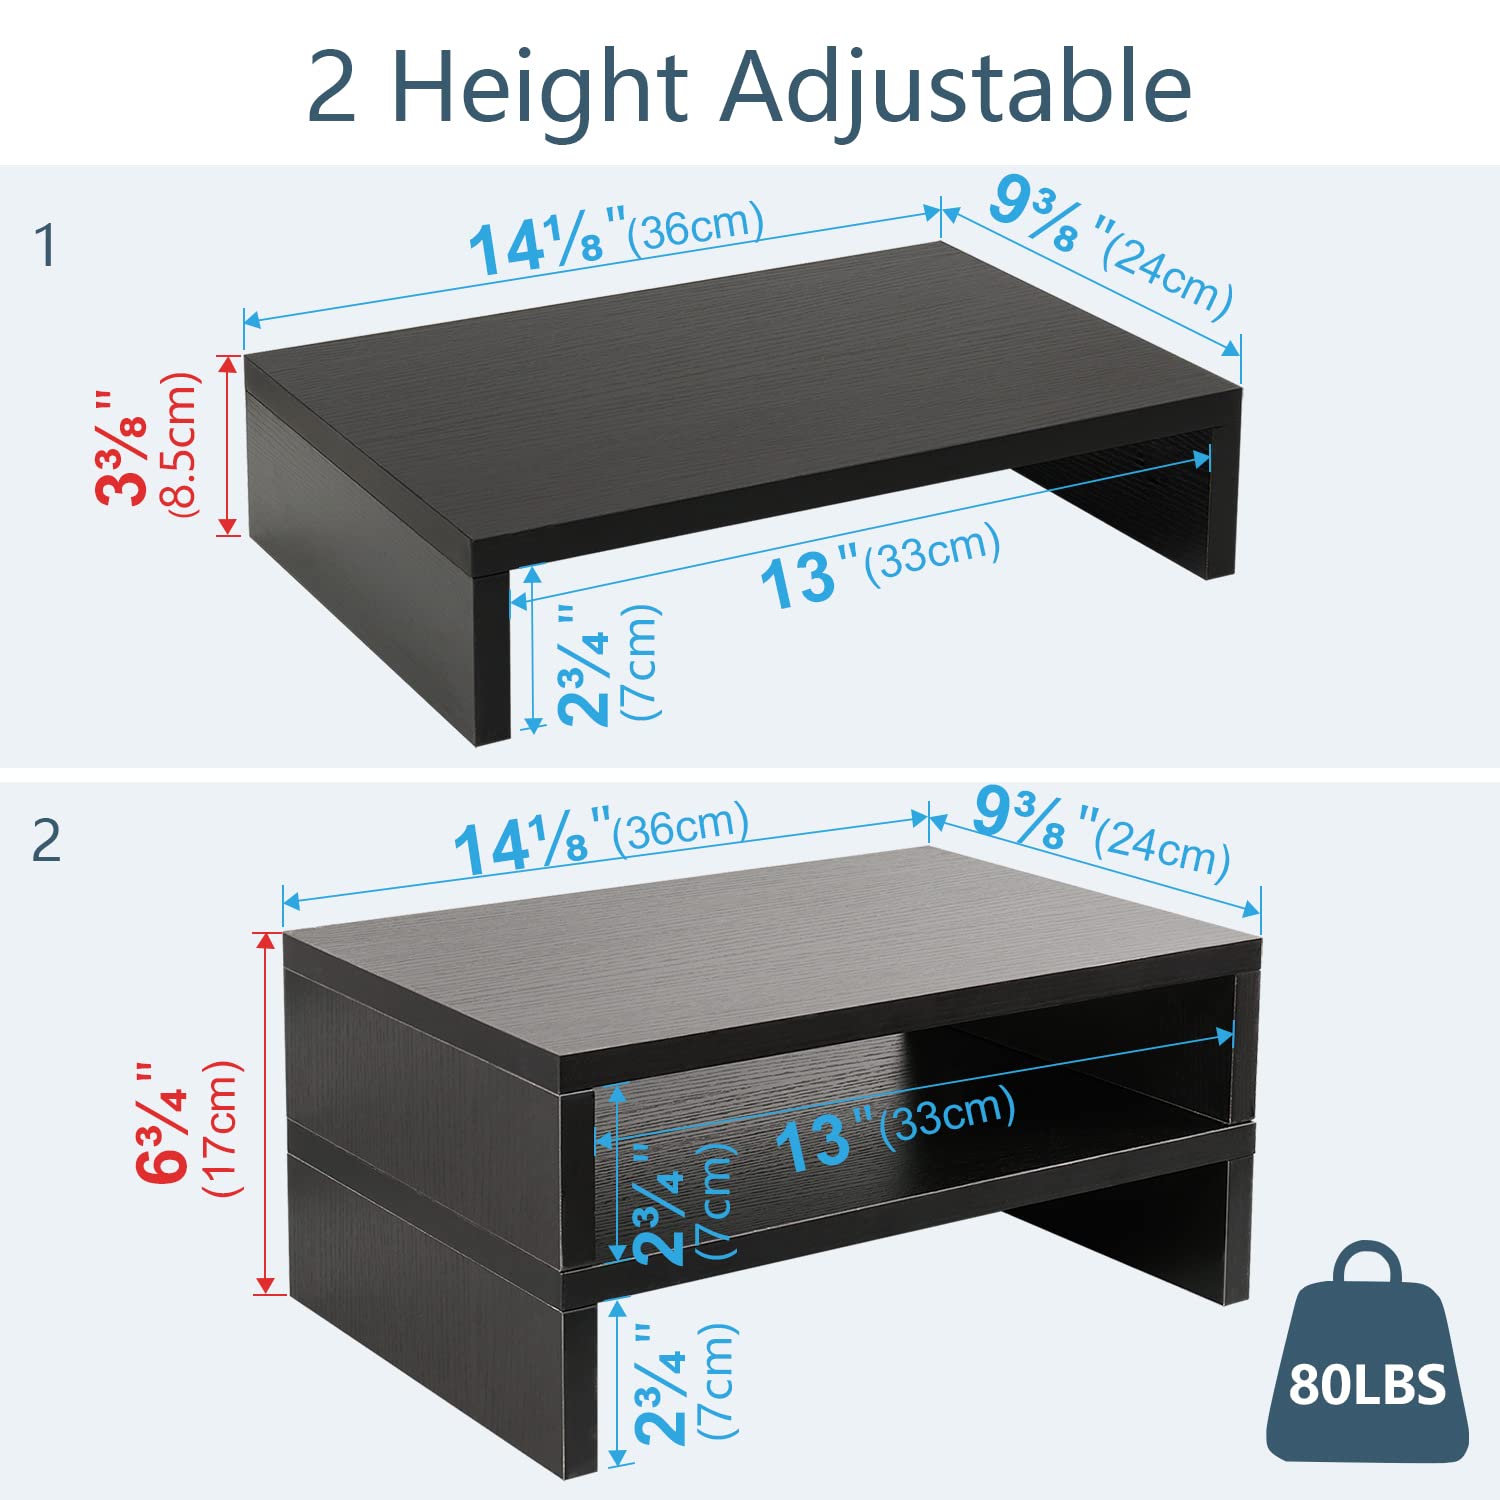 2 Height Adjustable
1
14⅛"(36cm)
9⅜"(24cm)
3⅜"
(8.5cm)
13"(33cm)
2¾"
(7cm)
2
14⅛"(36cm)
9⅜"(24cm)
6¾"
(17cm)
13"(33cm)
2¾"
(7cm)
2¾"
(7cm)
80LBS